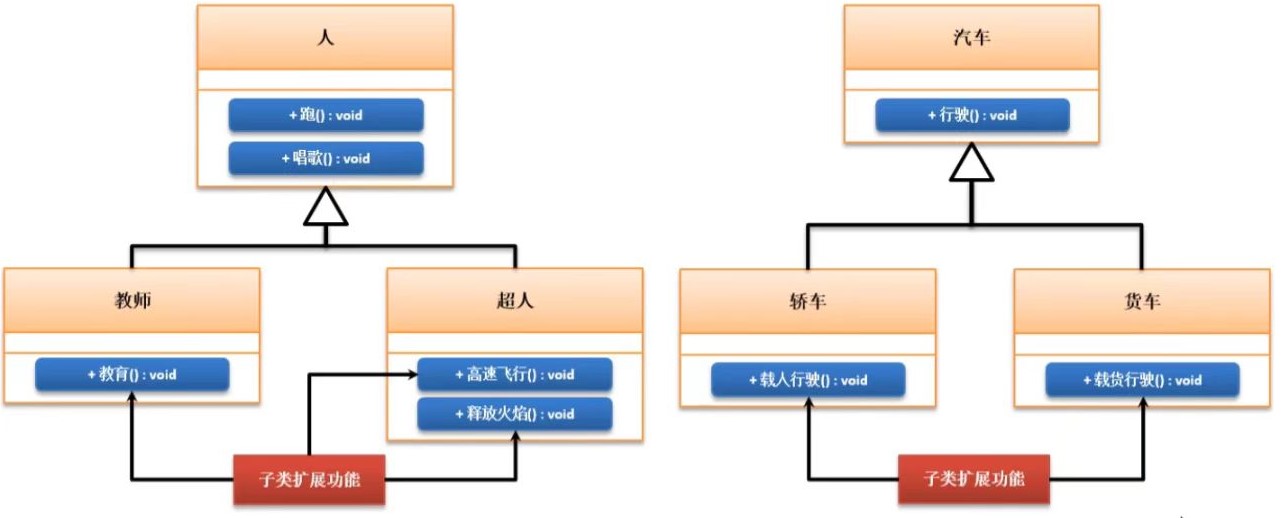 人
+ 跑() : void
+ 唱歌() : void
教师
+ 教育() : void
超人
+ 高速飞行() : void
+ 释放火焰() : void
子类扩展功能
汽车
+ 行驶() : void
轿车
+ 载人行驶() : void
货车
+ 载货行驶() : void
子类扩展功能